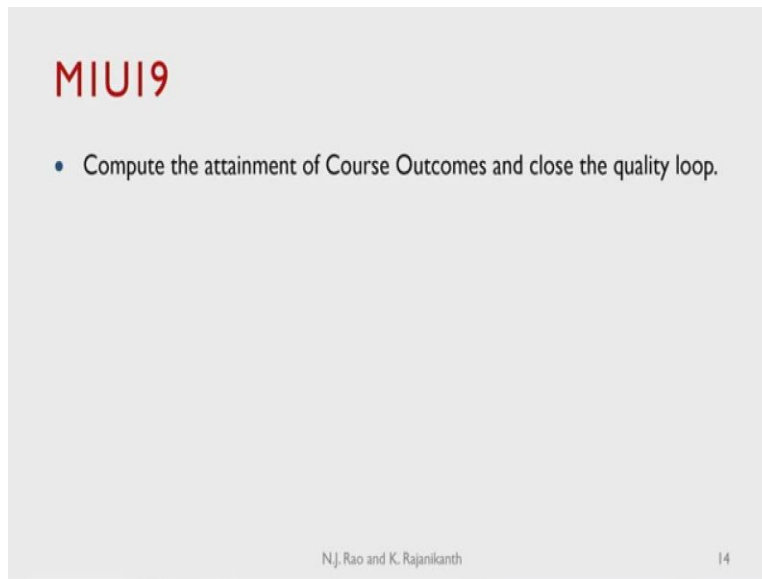 M1U19
• Compute the attainment of Course Outcomes and close the quality loop.
N.J. Rao and K. Rajanikanth
14